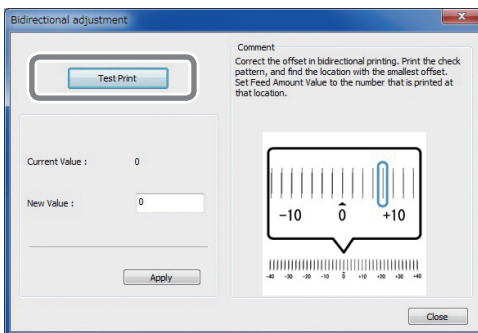 Bidirectional adjustment
Test Print
Comment
Correct the offset in bidirectional printing. Print the check
pattern, and find the location with the smallest offset.
Set Feed Amount Value to the number that is printed at
that location.
Current Value :
0
New Value :
0
Apply
-10 0 +10
-40 -30 -20 -10 0 +10 +20 +30 +40
Close